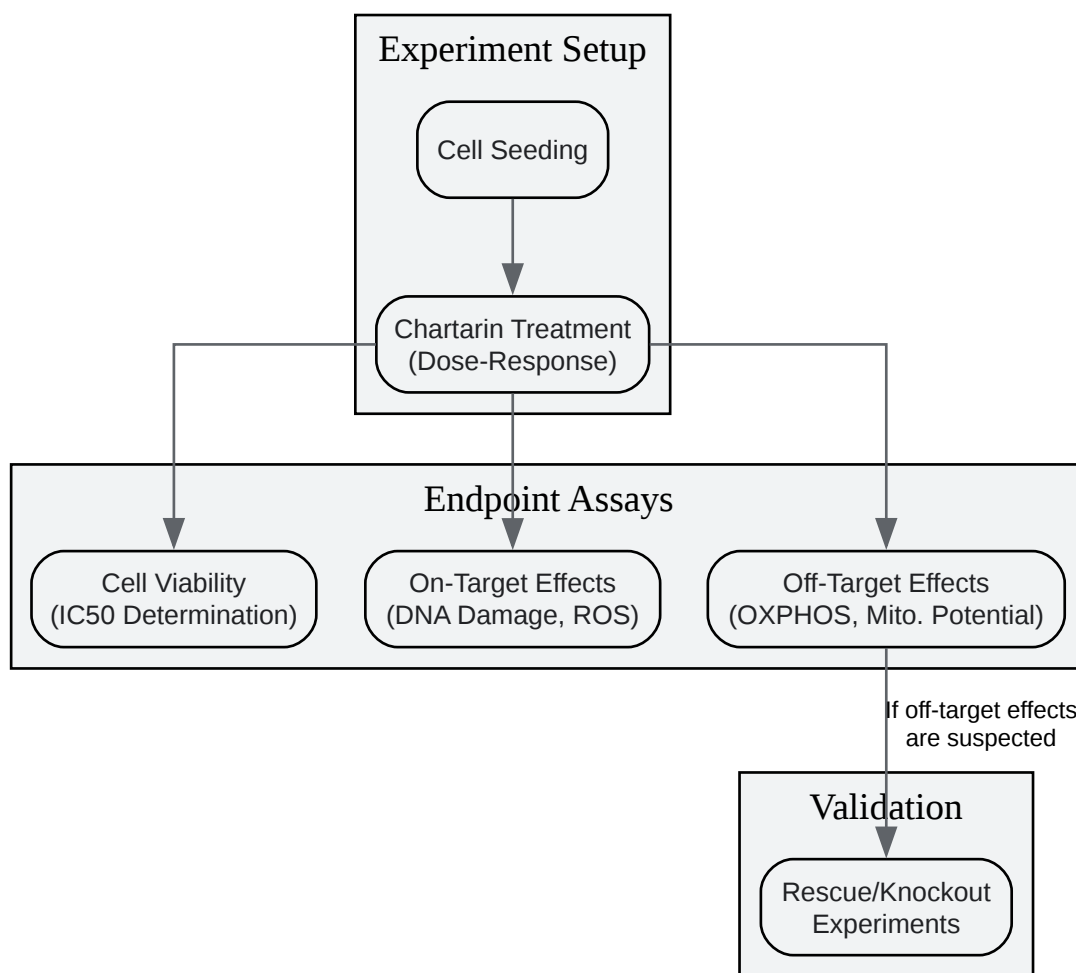 Experiment Setup
Cell Seeding
Chartarin Treatment
(Dose-Response)
Endpoint Assays
Cell Viability
(IC50 Determination)
On-Target Effects
(DNA Damage, ROS)
Off-Target Effects
(OXPHOS, Mito. Potential)
If off-target effects
are suspected
Validation
Rescue/Knockout
Experiments